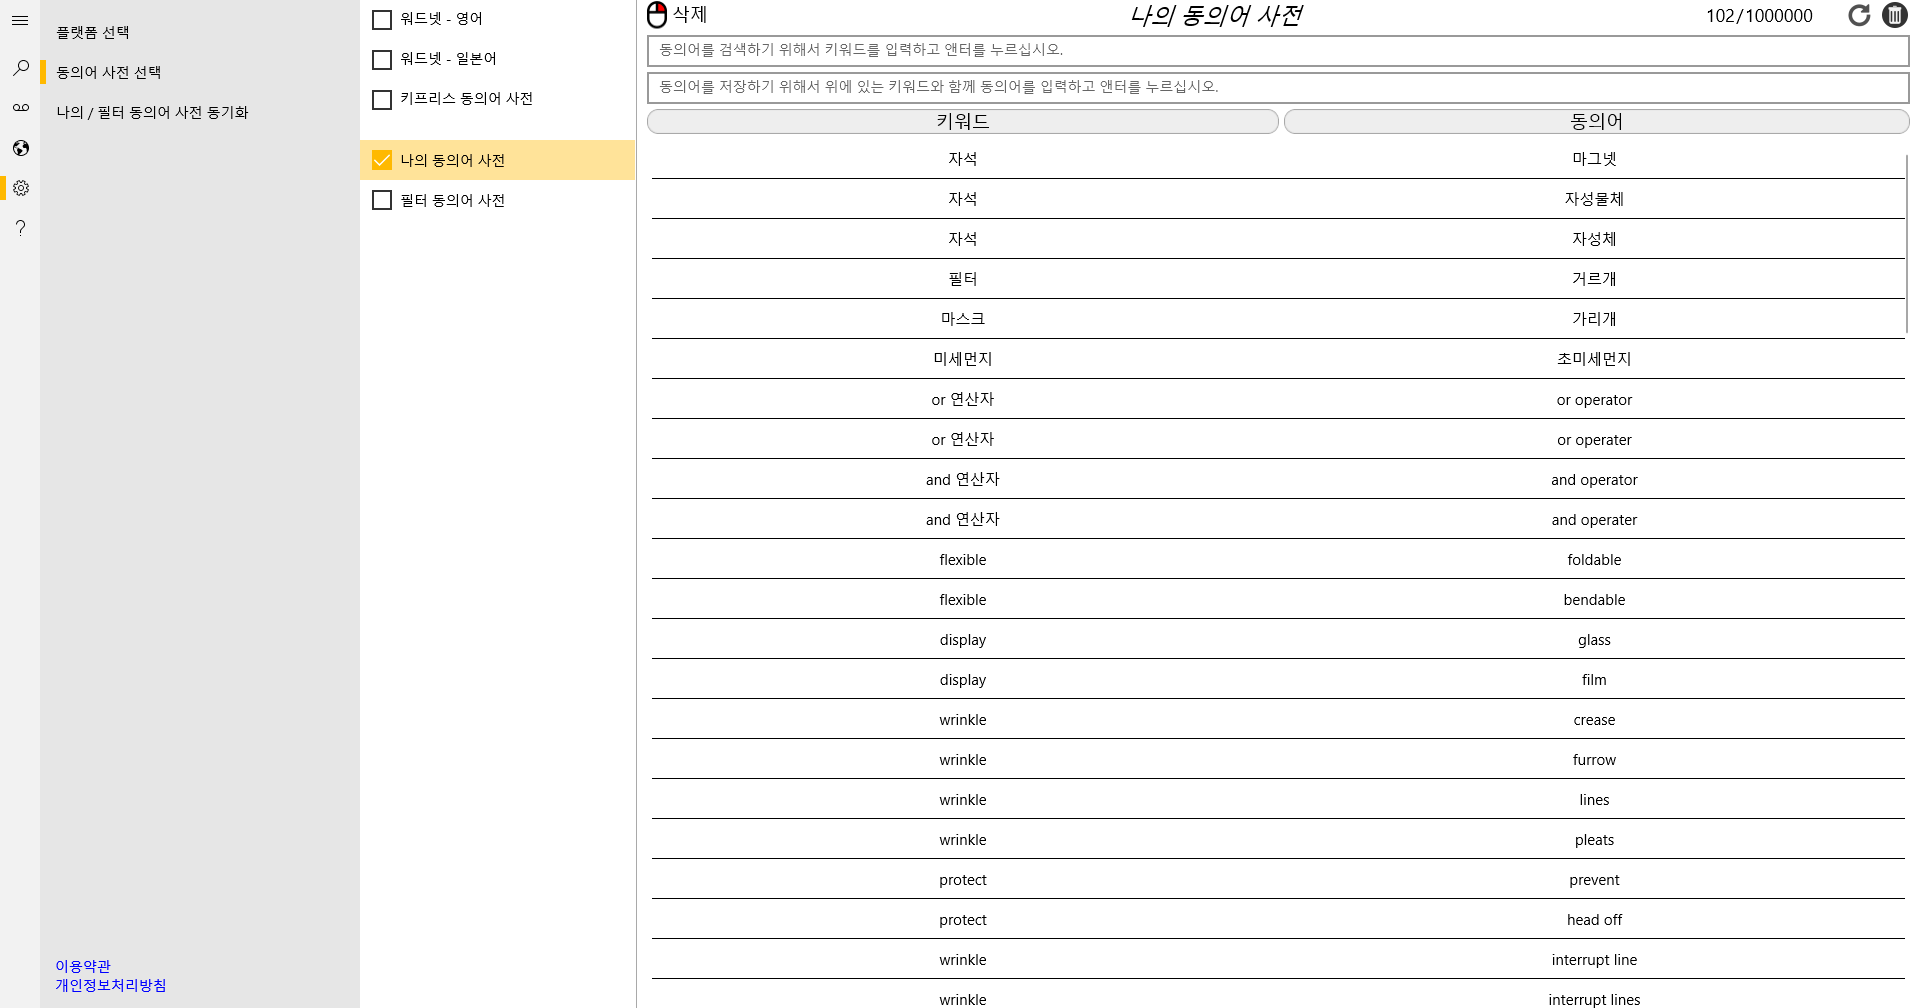 플랫폼 선택
동의어 사전 선택
나의 / 필터 동의어 사전 동기화
이용약관
개인정보처리방침
워드넷 - 영어
워드넷 - 일본어
키프리스 동의어 사전
나의 동의어 사전
필터 동의어 사전
삭제 나의 동의어 사전 102/1000000
동의어를 검색하기 위해서 키워드를 입력하고 앤터를 누르십시오.
동의어를 저장하기 위해서 위에 있는 키워드와 함께 동의어를 입력하고 앤터를 누르십시오.
키워드 동의어
자석 마그넷
자석 자성물체
자석 자성체
필터 거르개
마스크 가리개
미세먼지 초미세먼지
or 연산자 or operator
or 연산자 or operater
and 연산자 and operator
and 연산자 and operater
flexible foldable
flexible bendable
display glass
display film
wrinkle crease
wrinkle furrow
wrinkle lines
wrinkle pleats
protect prevent
protect head off
wrinkle interrupt line
wrinkle interrupt lines